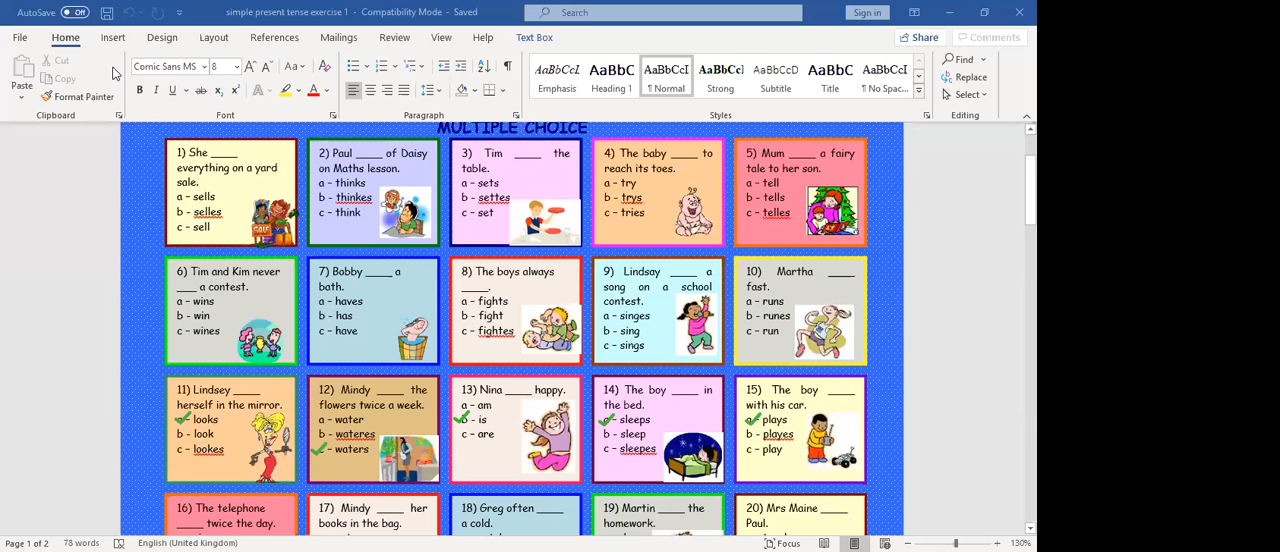 AutoSave Off simple present tense exercise 1 - Compatibility Mode - Saved Search Sign in
File Home Insert Design Layout References Mailings Review View Help Text Box Share Comments
Paste Cut Copy Format Painter
Comic Sans MS 8
AaBbCcI AaBbC AaBbCcI AaBbCcI AaBbCcD AaBbC AaBbCcI
Emphasis Heading 1 ¶ Normal Strong Subtitle Title ¶ No Spac...
Find
Replace
Select
Clipboard Font Paragraph Styles Editing
MULTIPLE CHOICE
1) She ____
everything on a yard
sale.
a - sells
b - selles
c - sell
2) Paul ____ of Daisy
on Maths lesson.
a - thinks
b - thinkes
c - think
3) Tim ____ the
table.
a - sets
b - settes
c - set
4) The baby ____ to
reach its toes.
a - try
b - trys
c - tries
5) Mum ____ a fairy
tale to her son.
a - tell
b - tells
c - telles
6) Tim and Kim never
___ a contest.
a - wins
b - win
c - wines
7) Bobby ____ a
bath.
a - haves
b - has
c - have
8) The boys always
____.
a - fights
b - fight
c - fightes
9) Lindsay ____ a
song on a school
contest.
a - singes
b - sing
c - sings
10) Martha ____
fast.
a - runs
b - runes
c - run
11) Lindsey ____
herself in the mirror.
looks
b - look
c - lookes
12) Mindy ____ the
flowers twice a week.
a - water
b - wateres
- waters
13) Nina ____ happy.
a - am
b - is
c - are
14) The boy ____ in
the bed.
a - sleeps
b - sleep
c - sleepes
15) The boy ____
with his car.
a - plays
b - playes
c - play
16) The telephone
____ twice the day.
17) Mindy ____ her
books in the bag.
18) Greg often ____
a cold.
19) Martin ____ the
homework.
20) Mrs Maine ____
Paul.
Page 1 of 2 78 words English (United Kingdom) Focus 130%